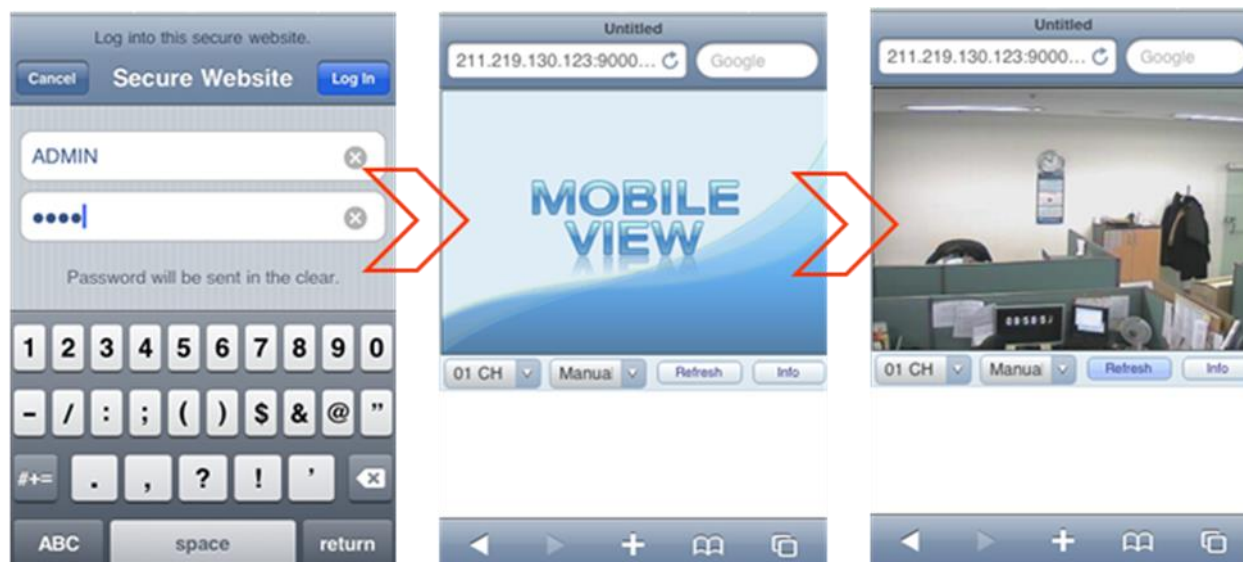 Log into this secure website.
Cancel Secure Website Log In
ADMIN
Password will be sent in the clear.
1 2 3 4 5 6 7 8 9 0
- / : ; ( ) $ & @ "
#+= . , ? ! '
ABC space return
Untitled
211.219.130.123:9000... Google
MOBILE
VIEW
01 CH Manual Refresh Info
Untitled
211.219.130.123:9000... Google
01 CH Manual Refresh Info